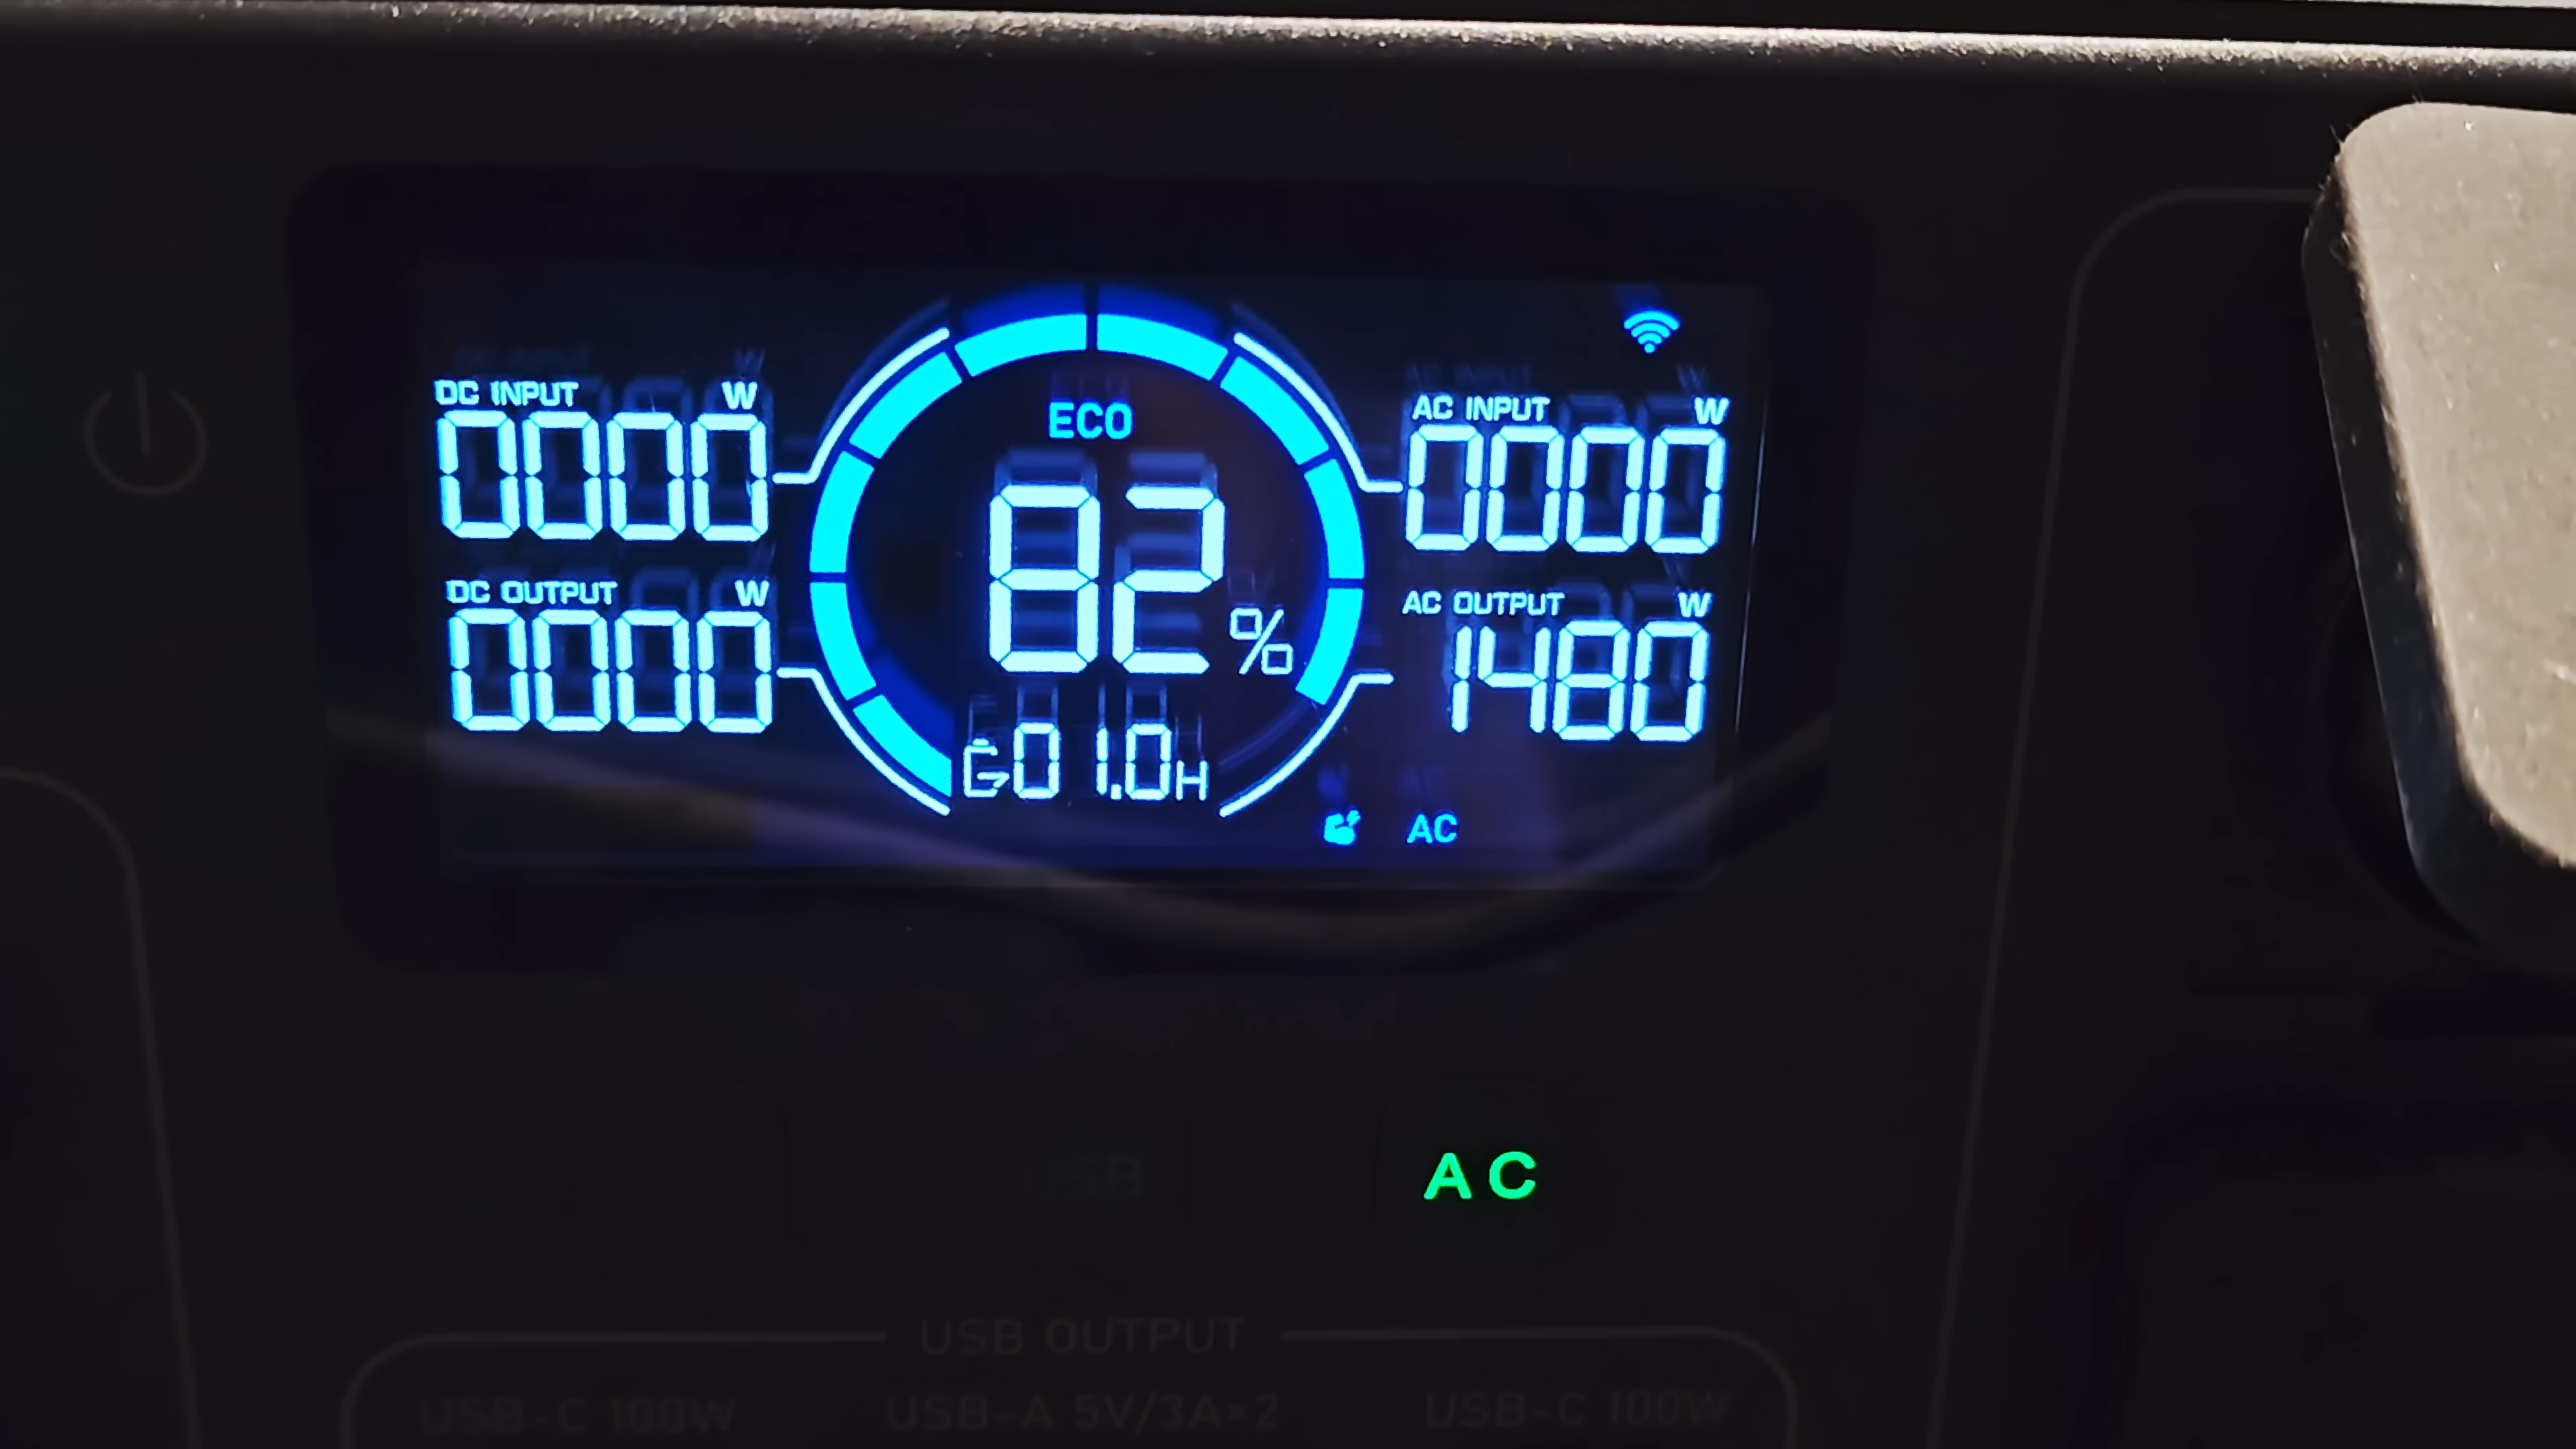 DC INPUT W
0000
DC OUTPUT W
0000
ECO
82%
01.0H
AC INPUT W
0000
AC OUTPUT W
1480
AC
USB
AC
USB OUTPUT
USB-C 100W
USB-A 5V/3A×2
USB-C 100W